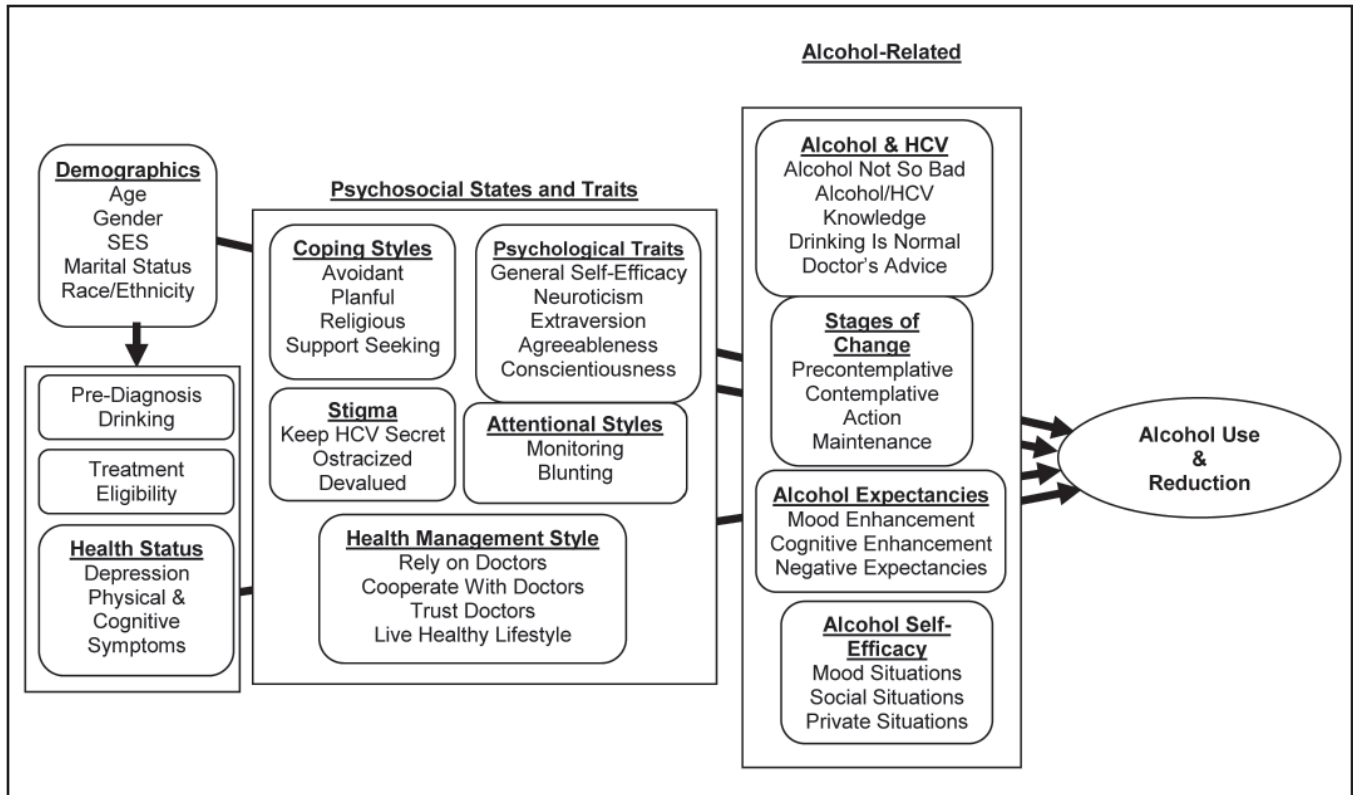 Demographics
Age
Gender
SES
Marital Status
Race/Ethnicity
Pre-Diagnosis
Drinking
Treatment
Eligibility
Health Status
Depression
Physical &
Cognitive
Symptoms
Psychosocial States and Traits
Coping Styles
Avoidant
Planful
Religious
Support Seeking
Psychological Traits
General Self-Efficacy
Neuroticism
Extraversion
Agreeableness
Conscientiousness
Stigma
Keep HCV Secret
Ostracized
Devalued
Attentional Styles
Monitoring
Blunting
Health Management Style
Rely on Doctors
Cooperate With Doctors
Trust Doctors
Live Healthy Lifestyle
Alcohol-Related
Alcohol & HCV
Alcohol Not So Bad
Alcohol/HCV
Knowledge
Drinking Is Normal
Doctor's Advice
Stages of
Change
Precontemplative
Contemplative
Action
Maintenance
Alcohol Expectancies
Mood Enhancement
Cognitive Enhancement
Negative Expectancies
Alcohol Self-
Efficacy
Mood Situations
Social Situations
Private Situations
Alcohol Use
&
Reduction